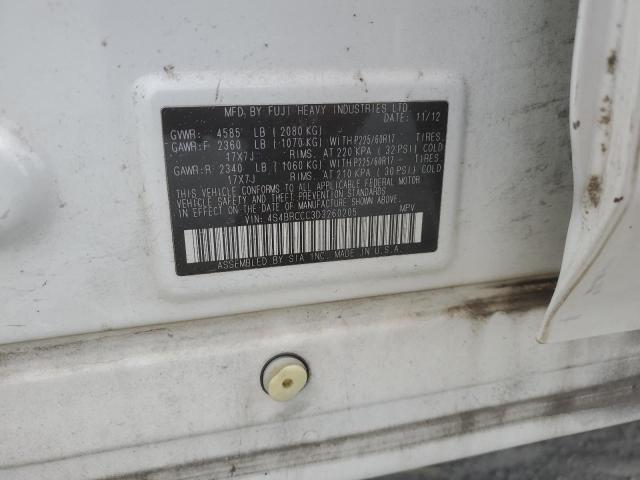 MFD. BY FUJI HEAVY INDUSTRIES LTD.
DATE: 11/12
GVWR: 4585 LB (2080 KG)
GAWR:F 2360 LB (1070 KG) WITH P225/60R17 TIRES,
17X7J RIMS, AT 220 KPA (32 PSI) COLD
GAWR:R 2340 LB (1060 KG) WITH P225/60R17 TIRES,
17X7J RIMS, AT 210 KPA (30 PSI) COLD
THIS VEHICLE CONFORMS TO ALL APPLICABLE FEDERAL MOTOR
VEHICLE SAFETY STANDARDS
IN EFFECT ON THE DATE OF MANUFACTURE SHOWN ABOVE.
VIN: 4S4BRCCC3D3260205 MPV
ASSEMBLED BY SIA INC. MADE IN U.S.A.